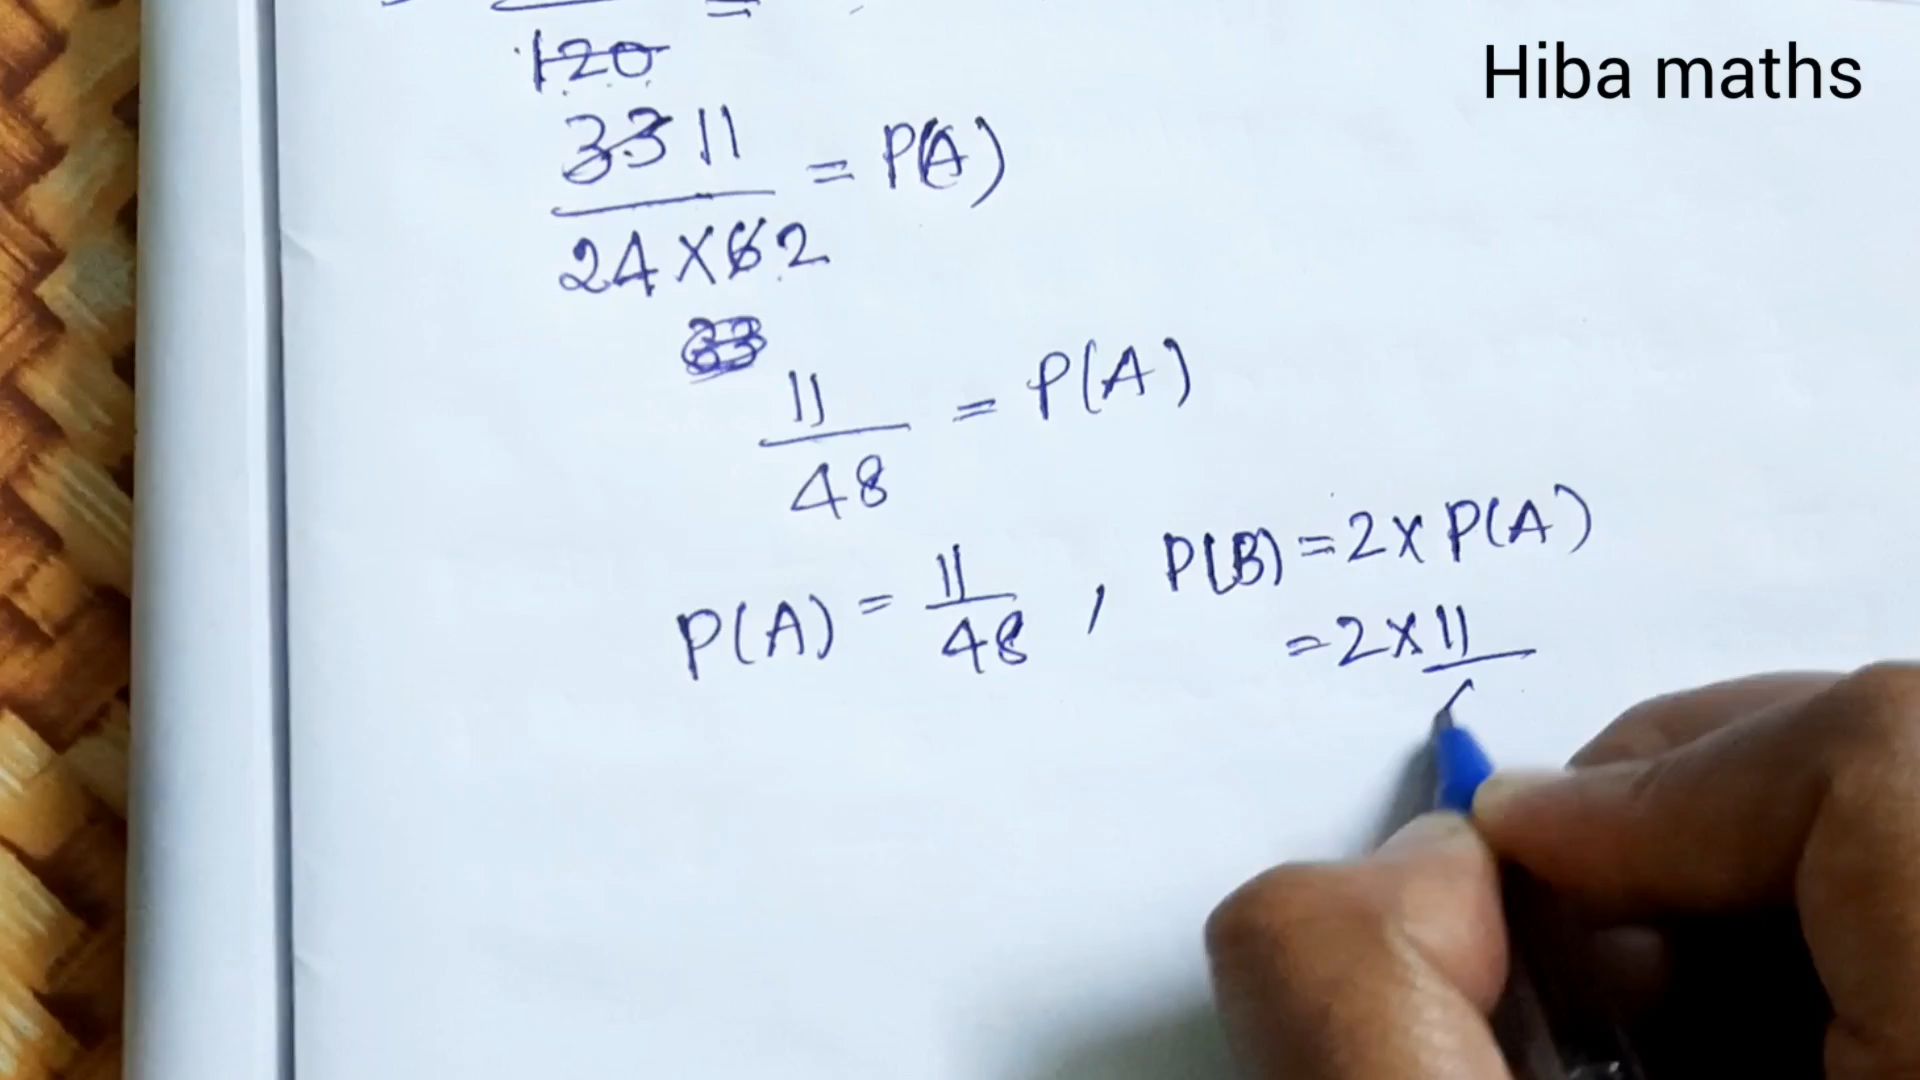 Hiba maths
120
33 11
24 × 6 2 = P(A)
33
11
48 = P(A)
P(A) = 11/48 , P(B) = 2 × P(A)
= 2 × 11